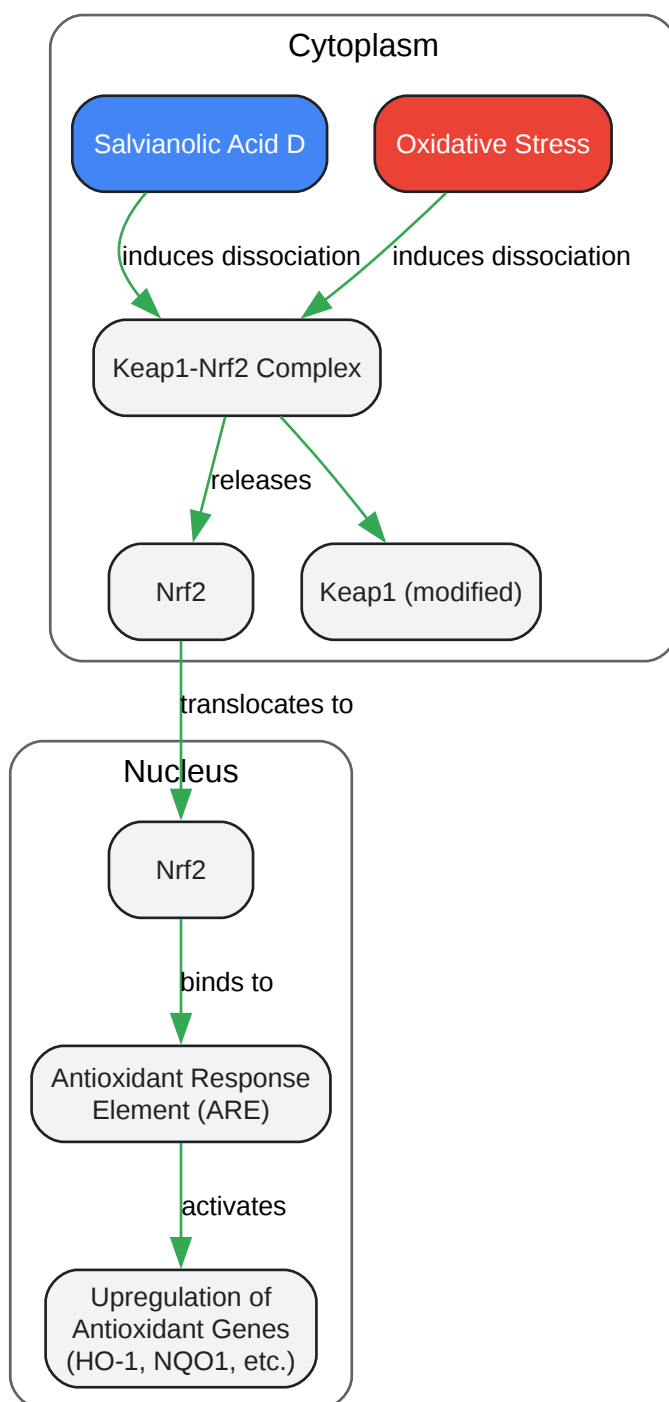 Cytoplasm
Salvianolic Acid D
Oxidative Stress
induces dissociation
induces dissociation
Keap1-Nrf2 Complex
releases
Nrf2
Keap1 (modified)
translocates to
Nucleus
Nrf2
binds to
Antioxidant Response
Element (ARE)
activates
Upregulation of
Antioxidant Genes
(HO-1, NQO1, etc.)